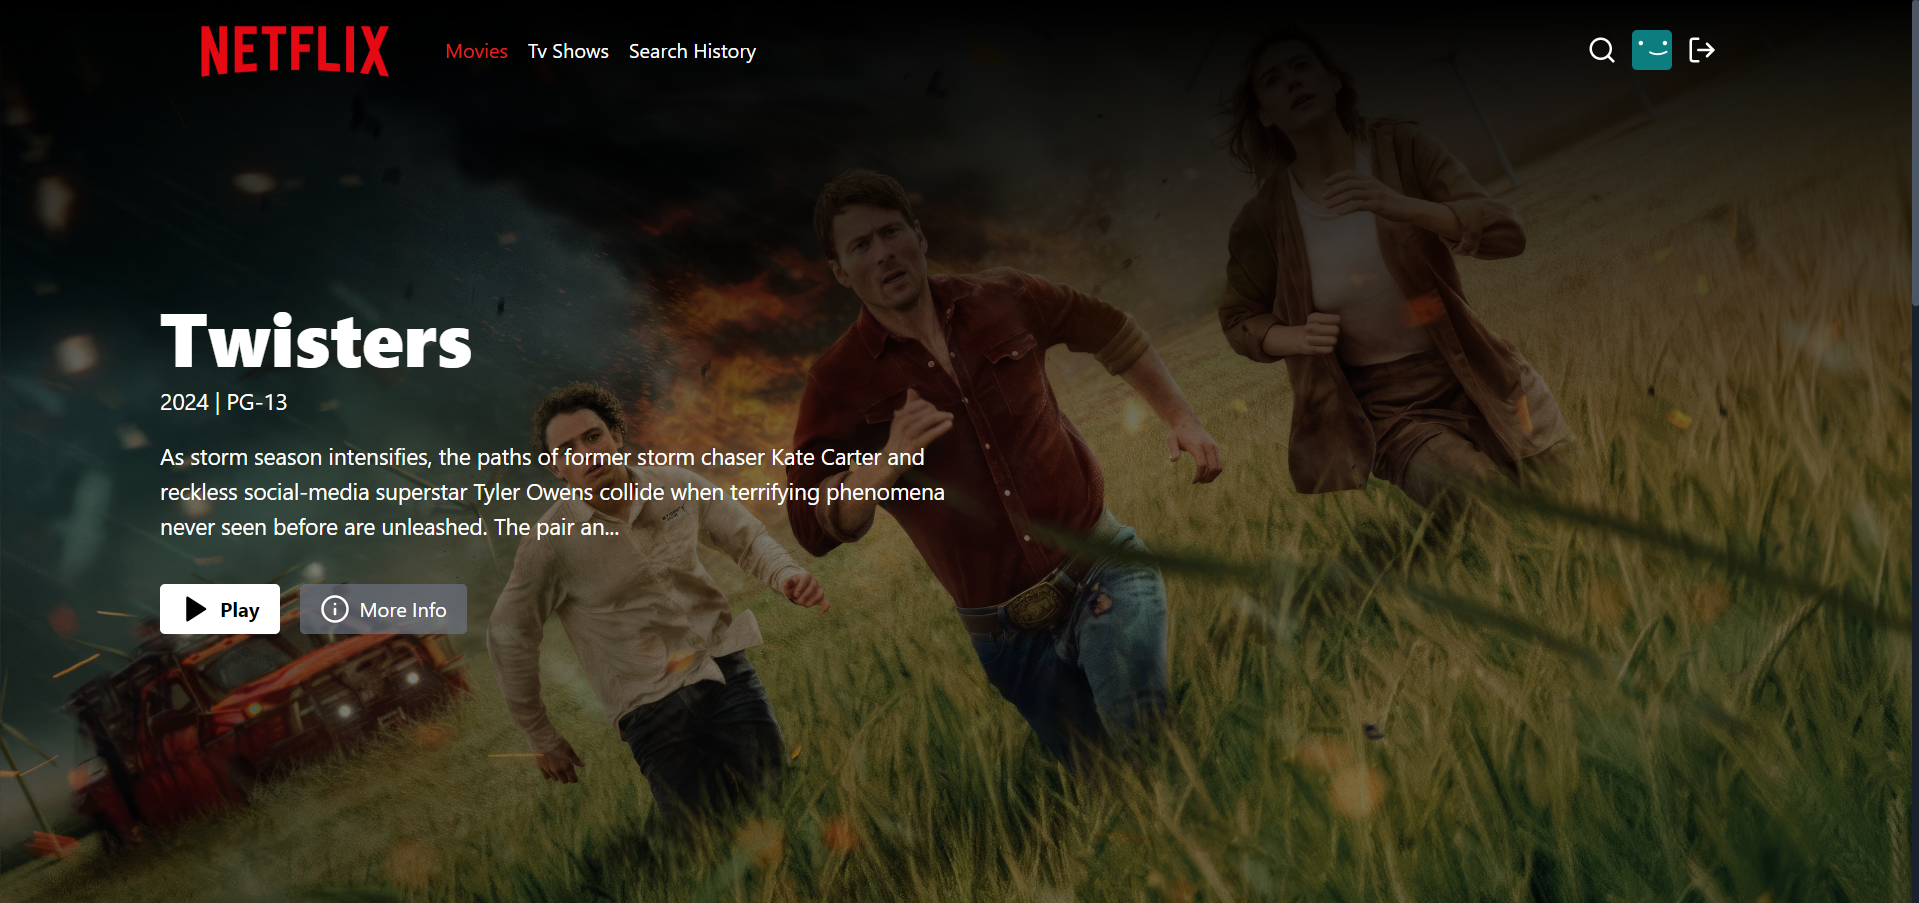 NETFLIX
Movies Tv Shows Search History
Twisters
2024 | PG-13
As storm season intensifies, the paths of former storm chaser Kate Carter and
reckless social-media superstar Tyler Owens collide when terrifying phenomena
never seen before are unleashed. The pair an...
Play More Info